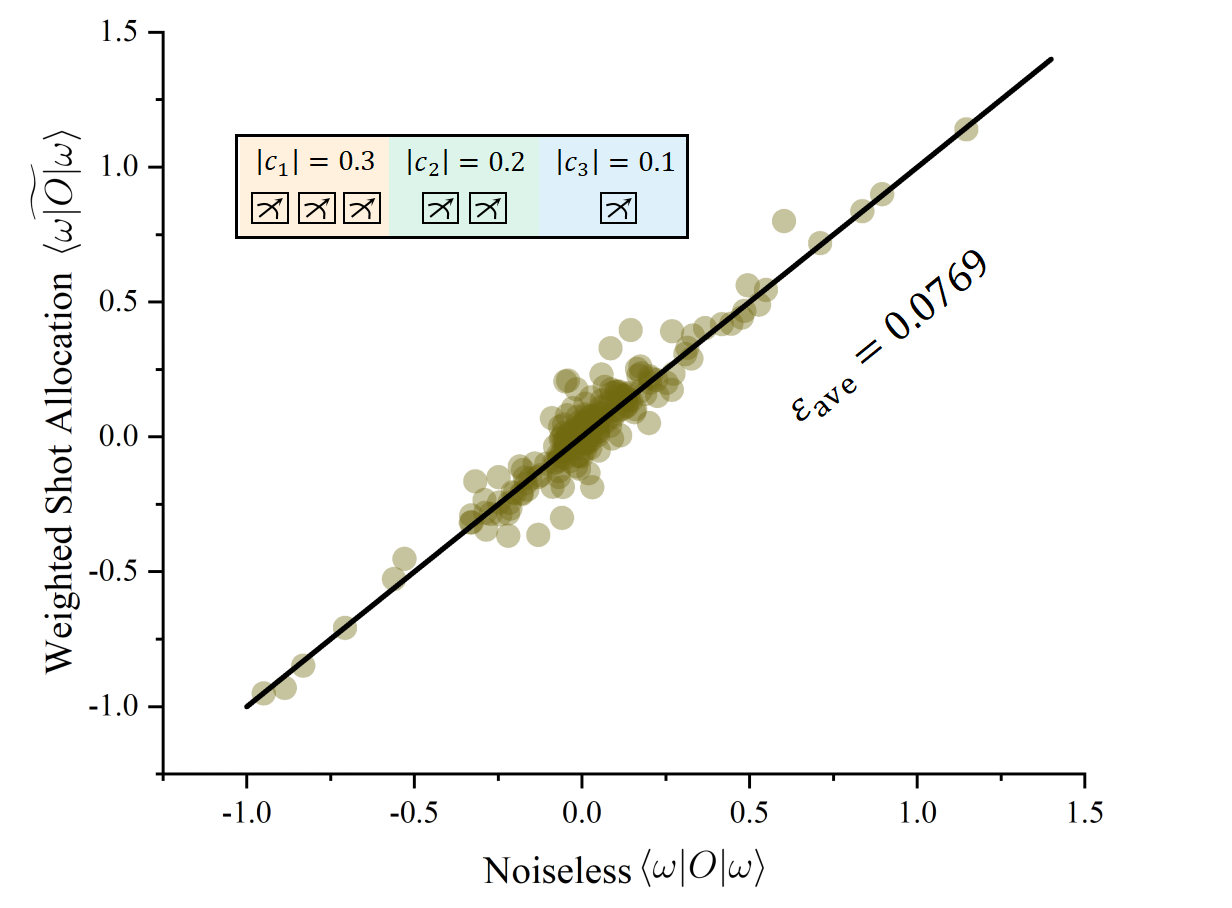 1.5
1.0
0.5
0.0
-0.5
-1.0
Weighted Shot Allocation ⟨ω|O͠|ω⟩
|c₁| = 0.3 |c₂| = 0.2 |c₃| = 0.1
εave = 0.0769
-1.0 -0.5 0.0 0.5 1.0 1.5
Noiseless ⟨ω|O|ω⟩